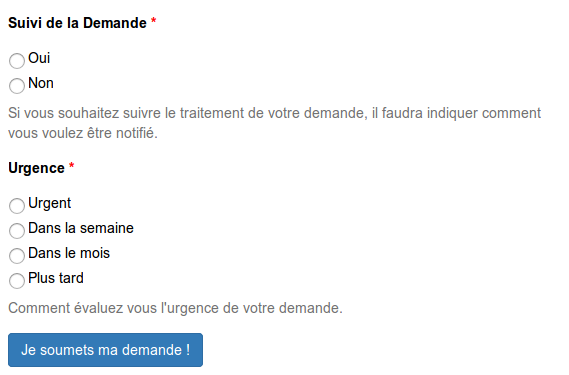 Suivi de la Demande *
Oui
Non
Si vous souhaitez suivre le traitement de votre demande, il faudra indiquer comment
vous voulez être notifié.
Urgence *
Urgent
Dans la semaine
Dans le mois
Plus tard
Comment évaluez vous l'urgence de votre demande.
Je soumets ma demande !